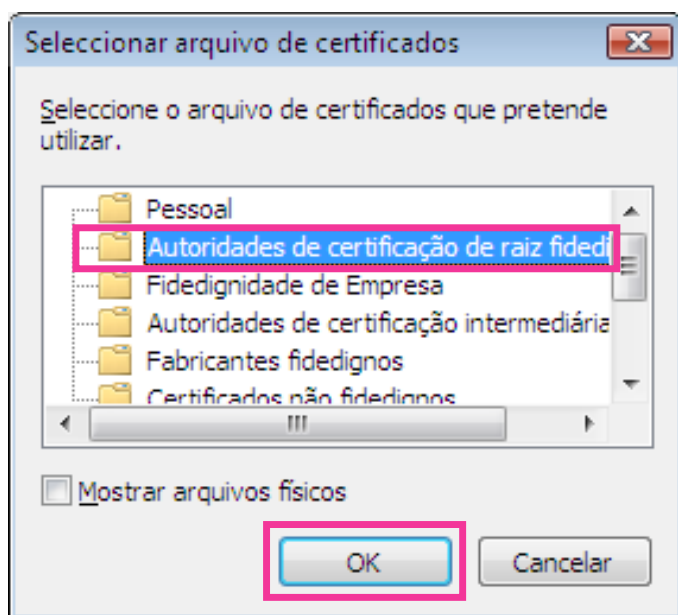 Seleccionar arquivo de certificados
Seleccione o arquivo de certificados que pretende
utilizar.
Pessoal
Autoridades de certificação de raiz fidedi
Fidedignidade de Empresa
Autoridades de certificação intermediária
Fabricantes fidedignos
Certificados não fidedignos
Mostrar arquivos físicos
OK Cancelar